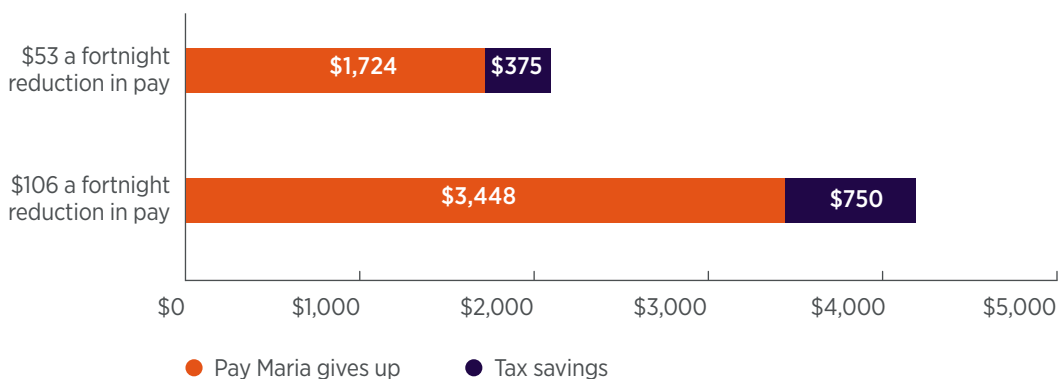 $53 a fortnight
reduction in pay
$1,724
$375
$106 a fortnight
reduction in pay
$3,448
$750
$0
$1,000
$2,000
$3,000
$4,000
$5,000
Pay Maria gives up
Tax savings